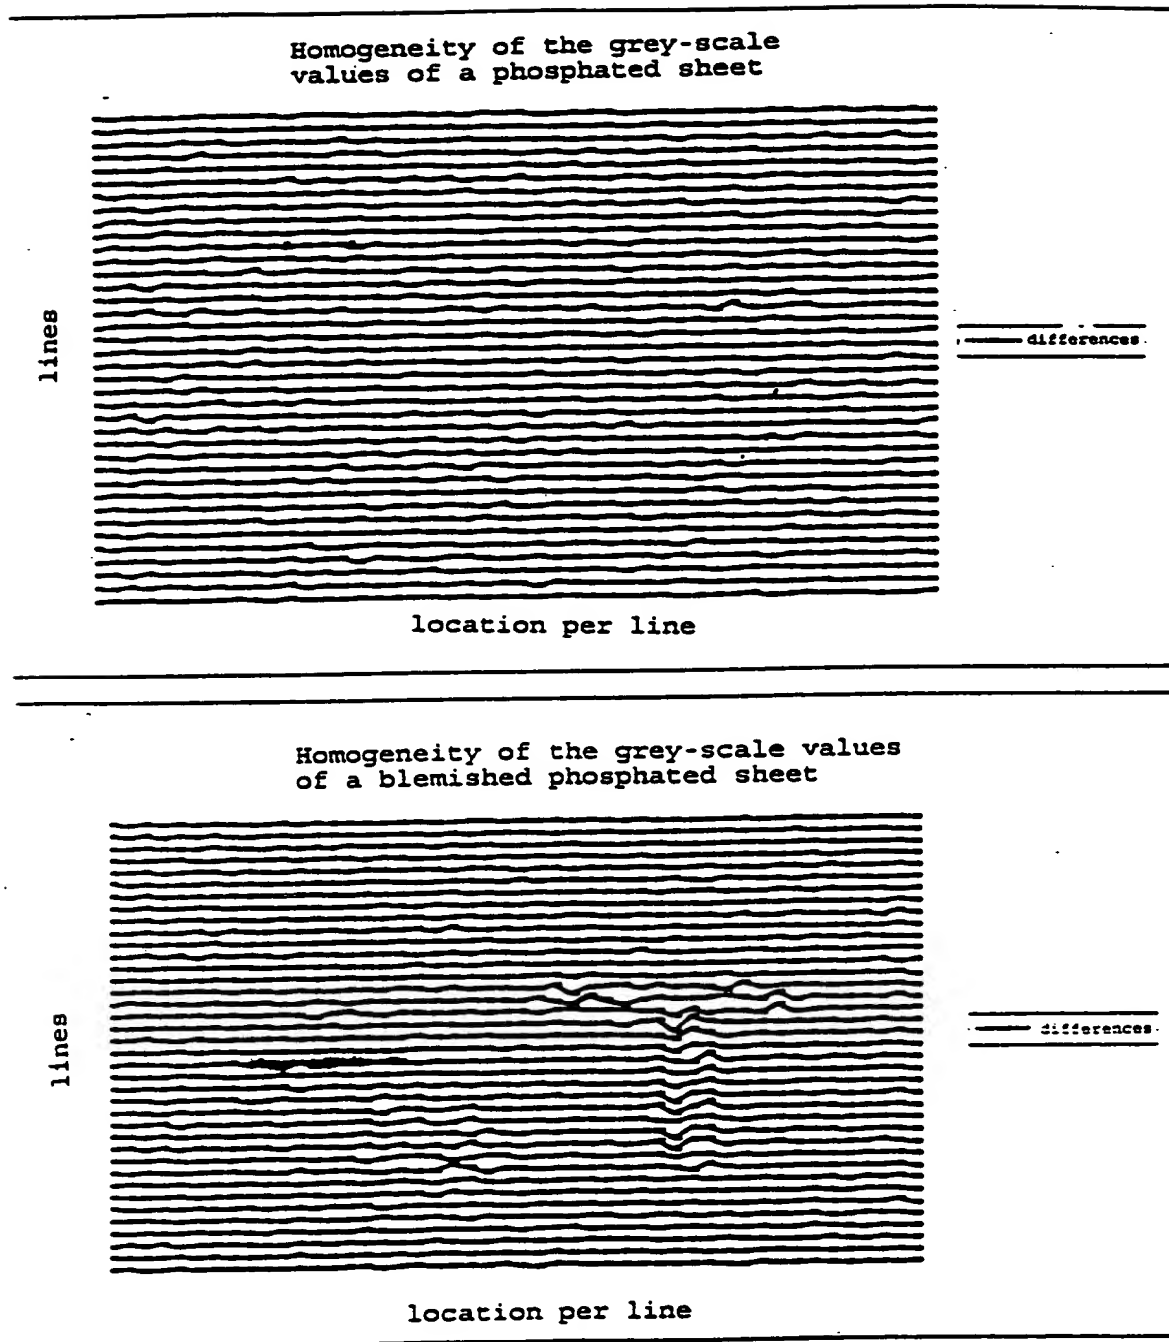 Homogeneity of the grey-scale
values of a phosphated sheet
lines
differences
location per line
Homogeneity of the grey-scale values
of a blemished phosphated sheet
lines
differences
location per line